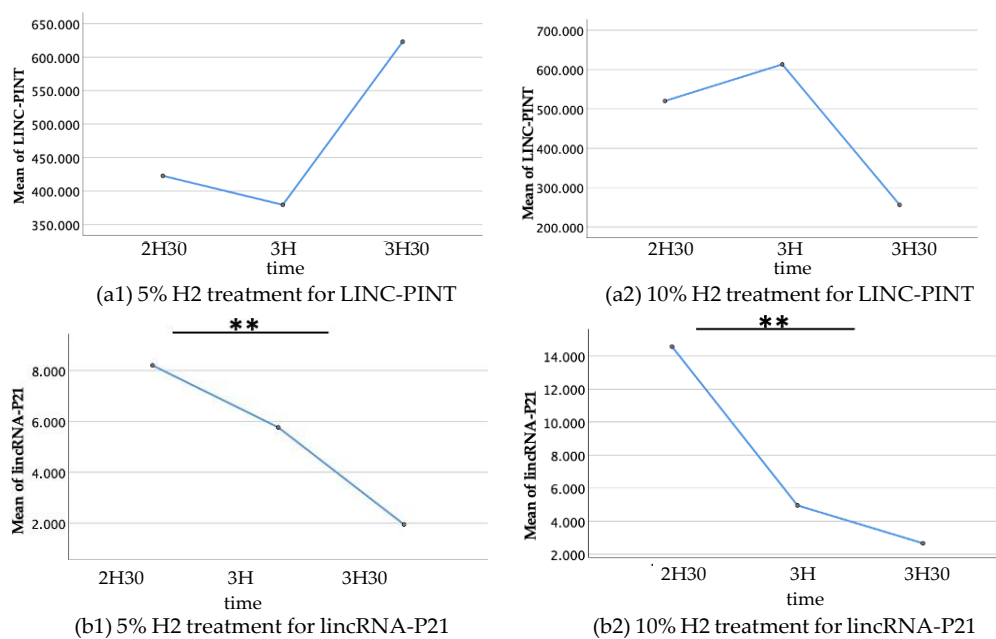 650.000
600.000
550.000
500.000
450.000
400.000
350.000
Mean of LINC-PINT
2H30 3H 3H30
time
(a1) 5% H2 treatment for LINC-PINT
700.000
600.000
500.000
400.000
300.000
200.000
Mean of LINC-PINT
2H30 3H 3H30
time
(a2) 10% H2 treatment for LINC-PINT
**
8.000
6.000
4.000
2.000
Mean of lincRNA-P21
2H30 3H 3H30
time
(b1) 5% H2 treatment for lincRNA-P21
**
14.000
12.000
10.000
8.000
6.000
4.000
2.000
Mean of lincRNA-P21
2H30 3H 3H30
time
(b2) 10% H2 treatment for lincRNA-P21